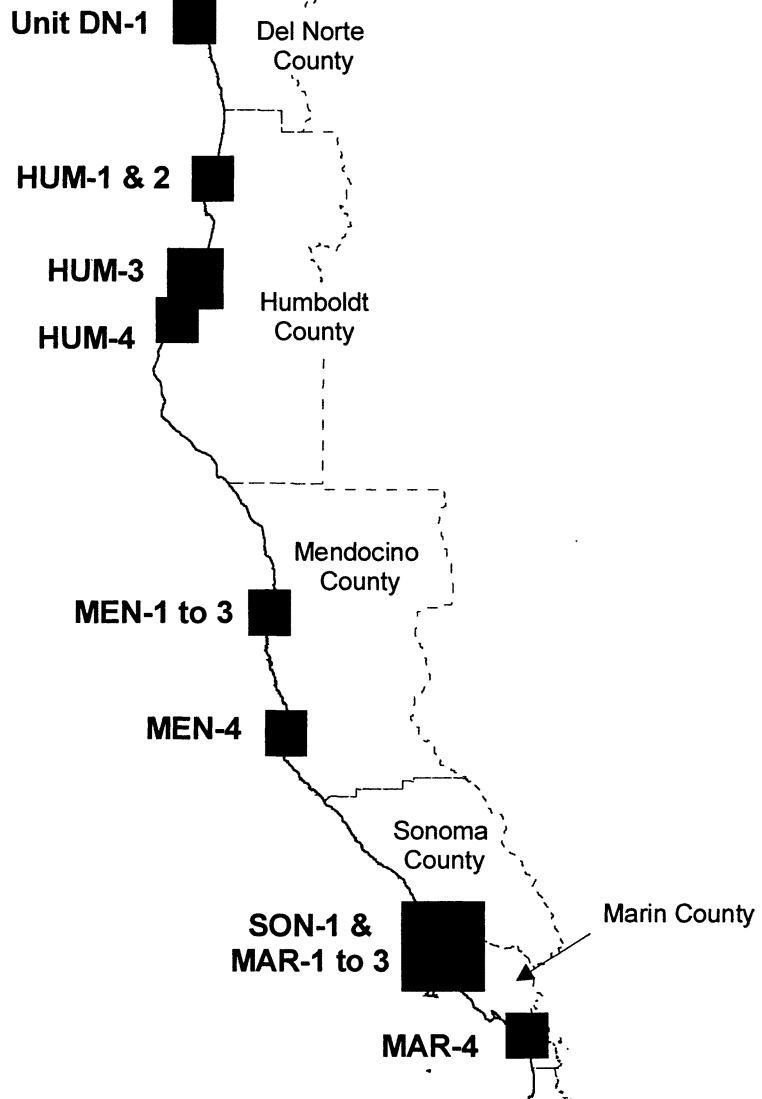 Unit DN-1
Del Norte
County
HUM-1 & 2
HUM-3
Humboldt
County
HUM-4
Mendocino
County
MEN-1 to 3
MEN-4
Sonoma
County
SON-1 &
MAR-1 to 3
Marin County
MAR-4